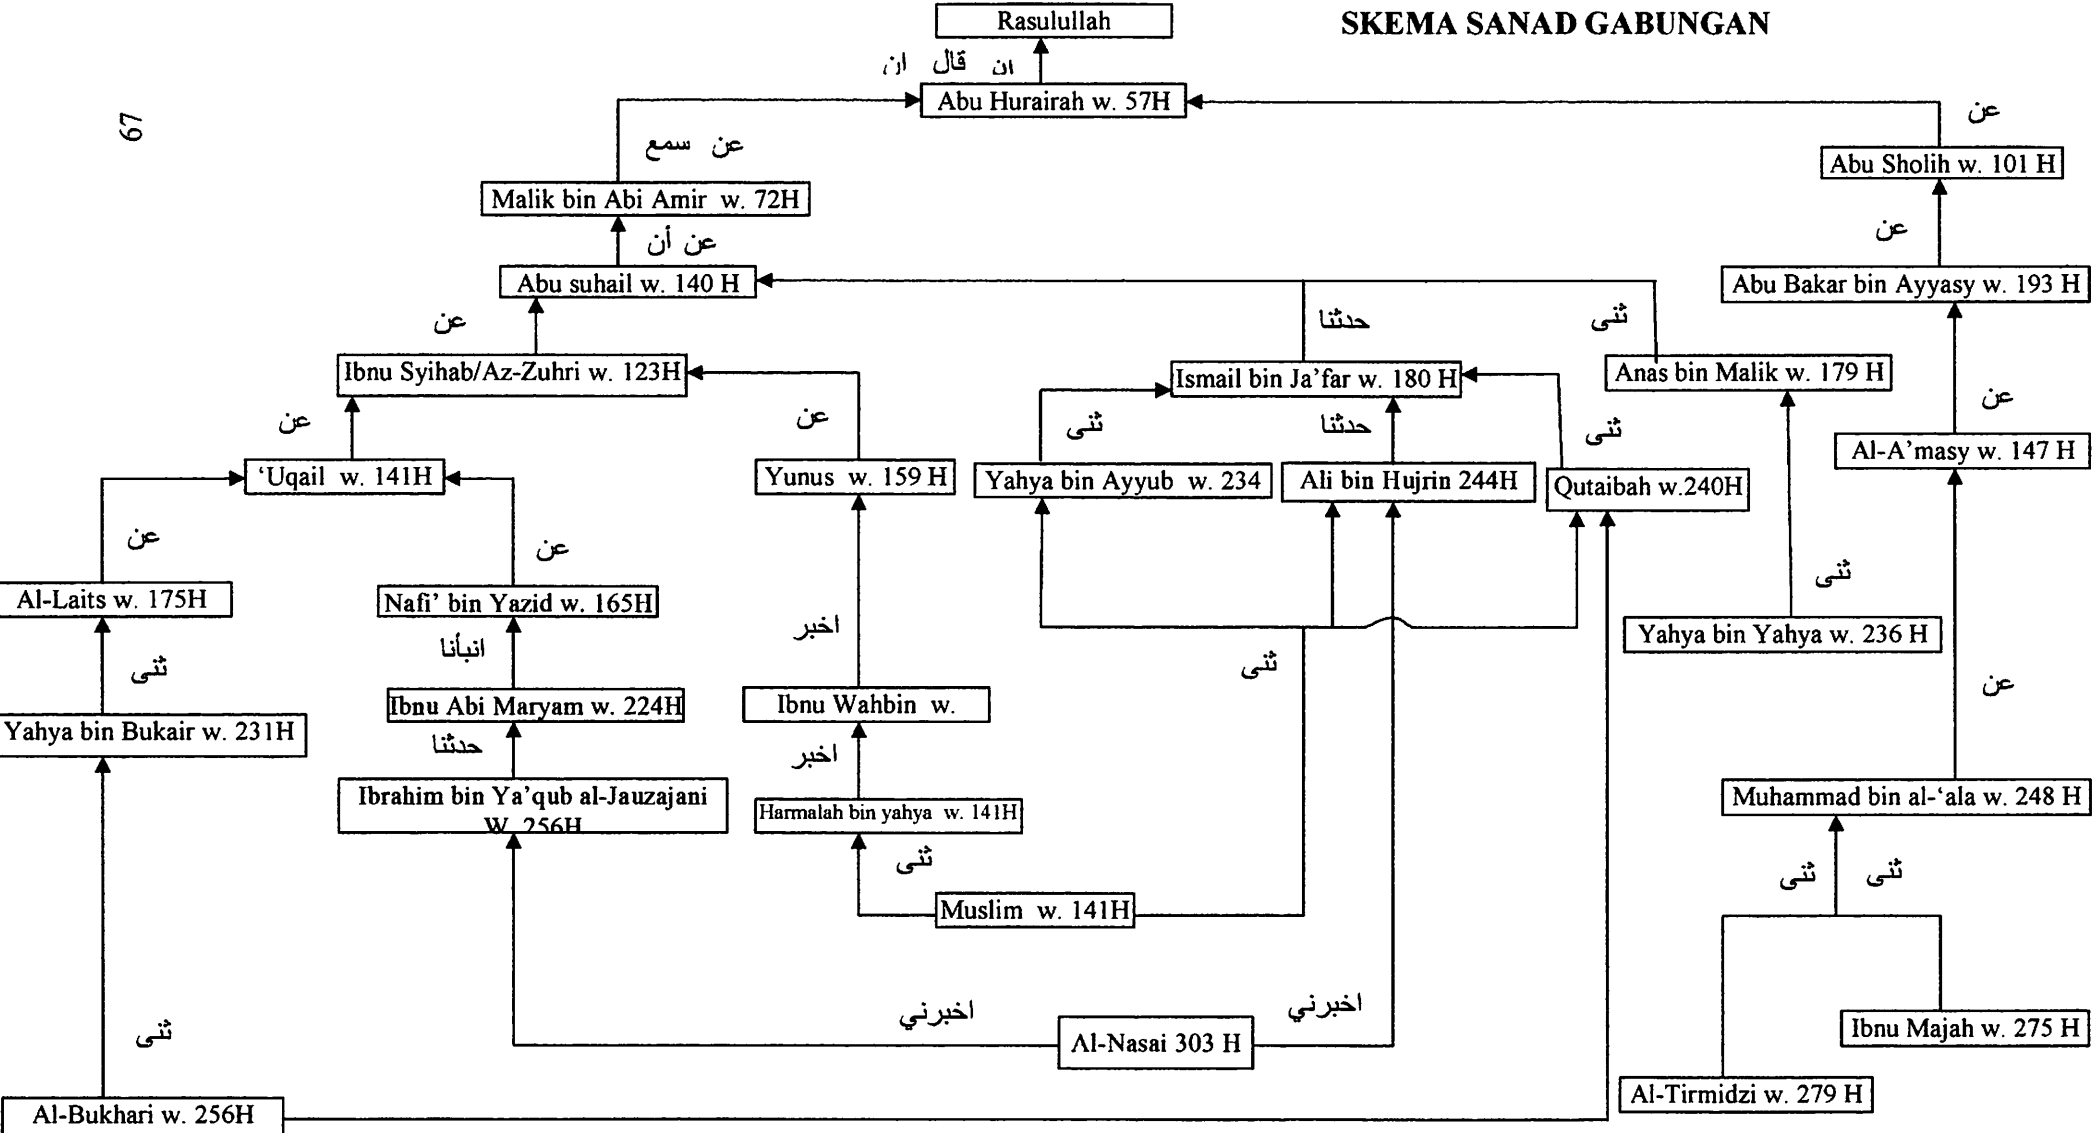 Rasulullah
SKEMA SANAD GABUNGAN
ان قال ان
Abu Hurairah w. 57H
67
عن
عن سمع
Abu Sholih w. 101 H
Malik bin Abi Amir w. 72H
عن أن
عن
Abu suhail w. 140 H
Abu Bakar bin Ayyasy w. 193 H
عن
حدثنا
ثنى
Ibnu Syihab/Az-Zuhri w. 123H
Ismail bin Ja’far w. 180 H
Anas bin Malik w. 179 H
عن
عن
ثنى
حدثنا
ثنى
عن
‘Uqail w. 141H
Yunus w. 159 H
Yahya bin Ayyub w. 234
Ali bin Hujrin 244H
Qutaibah w.240H
Al-A’masy w. 147 H
عن
عن
ثنى
Al-Laits w. 175H
Nafi’ bin Yazid w. 165H
اخبر
Yahya bin Yahya w. 236 H
ثنى
انبأنا
ثنى
عن
Yahya bin Bukair w. 231H
Ibnu Abi Maryam w. 224H
Ibnu Wahbin w.
حدثنا
اخبر
Ibrahim bin Ya’qub al-Jauzajani
W. 256H
Harmalah bin yahya w. 141H
Muhammad bin al-‘ala w. 248 H
ثنى
ثنى
ثنى
Muslim w. 141H
اخبرني
اخبرني
ثنى
Al-Nasai 303 H
Ibnu Majah w. 275 H
Al-Tirmidzi w. 279 H
Al-Bukhari w. 256H